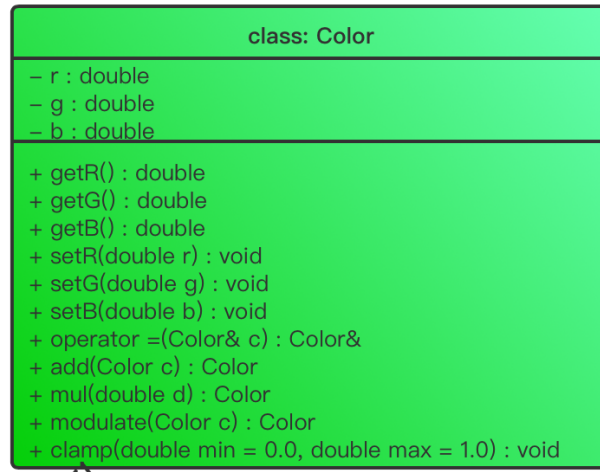 class: Color
– r : double
– g : double
– b : double
+ getR() : double
+ getG() : double
+ getB() : double
+ setR(double r) : void
+ setG(double g) : void
+ setB(double b) : void
+ operator =(Color& c) : Color&
+ add(Color c) : Color
+ mul(double d) : Color
+ modulate(Color c) : Color
+ clamp(double min = 0.0, double max = 1.0) : void